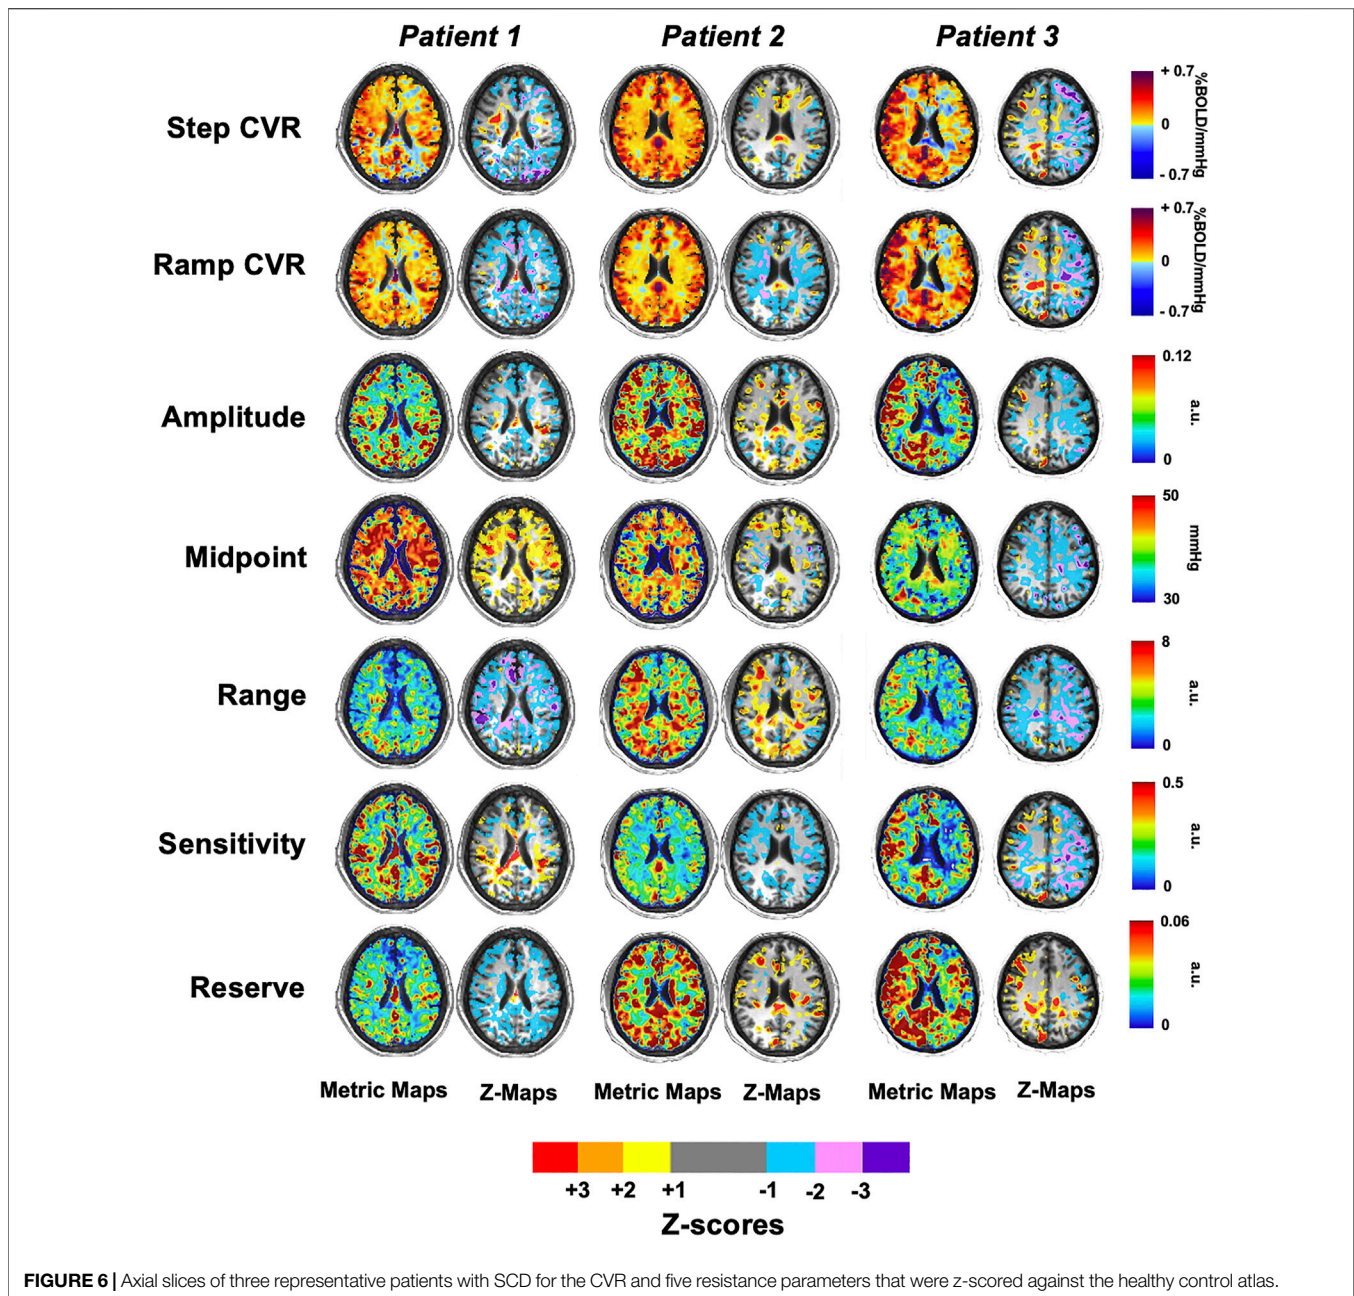 Patient 1 Patient 2 Patient 3
Step CVR
+ 0.7
0
- 0.7
%BOLD/mmHg
Ramp CVR
+ 0.7
0
- 0.7
%BOLD/mmHg
Amplitude
0.12
a.u.
0
Midpoint
50
mmHg
30
Range
8
a.u.
0
Sensitivity
0.5
a.u.
0
Reserve
0.06
a.u.
0
Metric Maps Z-Maps Metric Maps Z-Maps Metric Maps Z-Maps
+3 +2 +1 -1 -2 -3
Z-scores
FIGURE 6 | Axial slices of three representative patients with SCD for the CVR and five resistance parameters that were z-scored against the healthy control atlas.